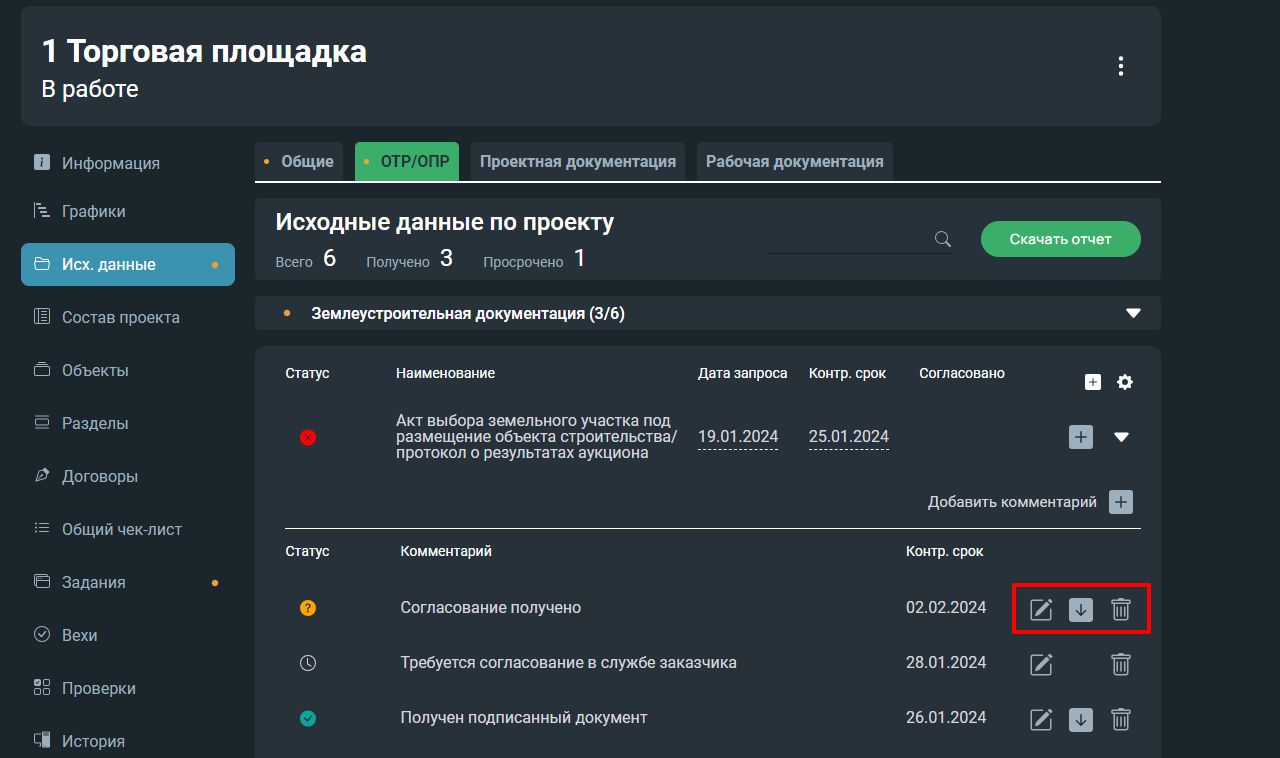 1 Торговая площадка
В работе
Информация
Графики
Исх. данные
Состав проекта
Объекты
Разделы
Договоры
Общий чек-лист
Задания
Вехи
Проверки
История
Общие
ОТР/ОПР
Проектная документация
Рабочая документация
Исходные данные по проекту
Всего 6 Получено 3 Просрочено 1
Скачать отчет
Землеустроительная документация (3/6)
Статус Наименование Дата запроса Контр. срок Согласовано
Акт выбора земельного участка под
размещение объекта строительства/
протокол о результатах аукциона
19.01.2024 25.01.2024
Добавить комментарий
Статус Комментарий Контр. срок
Согласование получено 02.02.2024
Требуется согласование в службе заказчика 28.01.2024
Получен подписанный документ 26.01.2024